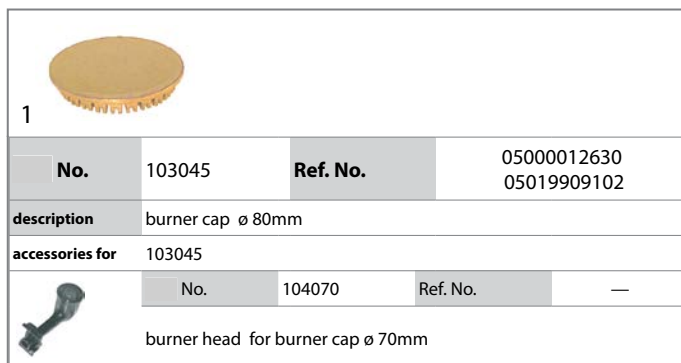 1
No. 103045 Ref. No. 05000012630
05019909102
description burner cap ø 80mm
accessories for 103045
No. 104070 Ref. No. —
burner head for burner cap ø 70mm